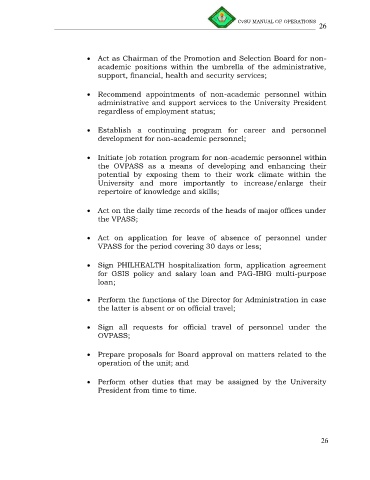 CvSU MANUAL OF OPERATIONS
26
• Act as Chairman of the Promotion and Selection Board for non-
academic positions within the umbrella of the administrative,
support, financial, health and security services;
• Recommend appointments of non-academic personnel within
administrative and support services to the University President
regardless of employment status;
• Establish a continuing program for career and personnel
development for non-academic personnel;
• Initiate job rotation program for non-academic personnel within
the OVPASS as a means of developing and enhancing their
potential by exposing them to their work climate within the
University and more importantly to increase/enlarge their
repertoire of knowledge and skills;
• Act on the daily time records of the heads of major offices under
the VPASS;
• Act on application for leave of absence of personnel under
VPASS for the period covering 30 days or less;
• Sign PHILHEALTH hospitalization form, application agreement
for GSIS policy and salary loan and PAG-IBIG multi-purpose
loan;
• Perform the functions of the Director for Administration in case
the latter is absent or on official travel;
• Sign all requests for official travel of personnel under the
OVPASS;
• Prepare proposals for Board approval on matters related to the
operation of the unit; and
• Perform other duties that may be assigned by the University
President from time to time.
26